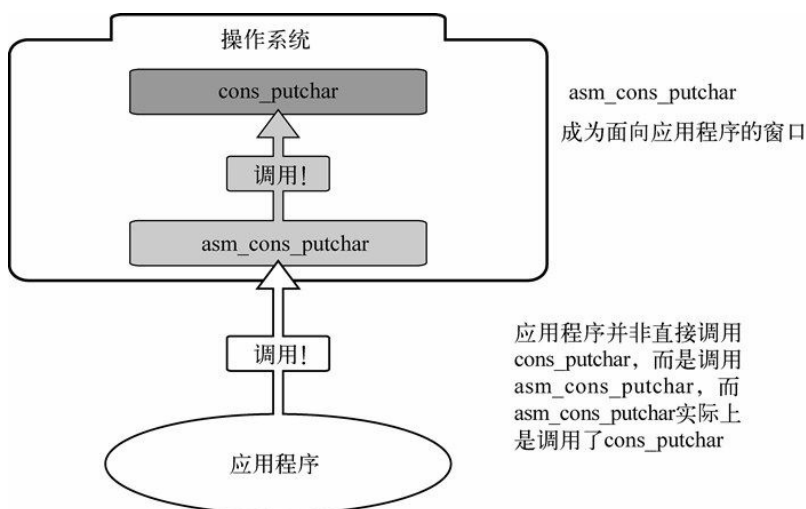 操作系统
cons_putchar
调用!
asm_cons_putchar
调用!
应用程序
asm_cons_putchar
成为面向应用程序的窗口
应用程序并非直接调用
cons_putchar，而是调用
asm_cons_putchar，而
asm_cons_putchar实际上
是调用了cons_putchar